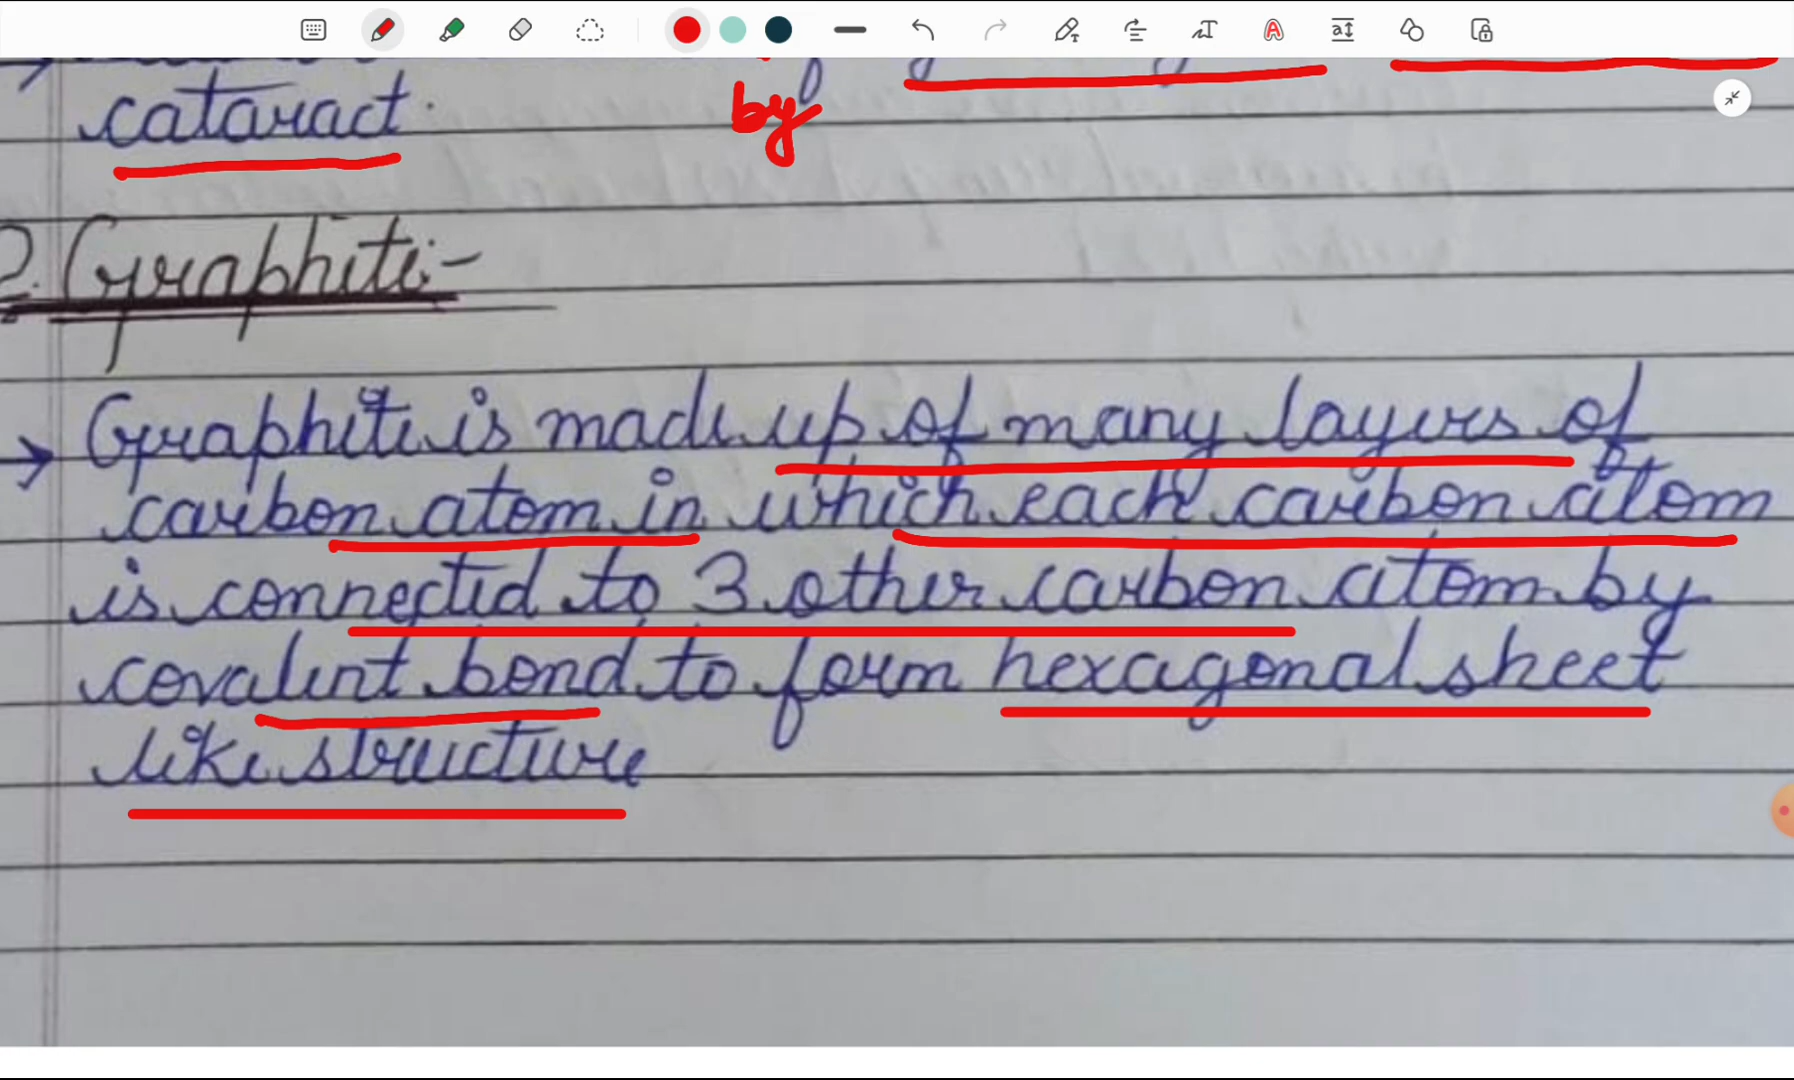 by
cataract.
2. Graphite:-
→ Graphite is made up of many layers of
carbon atom in which each carbon atom
is connected to 3 other carbon atom by
covalent bond to form hexagonal sheet
like structure